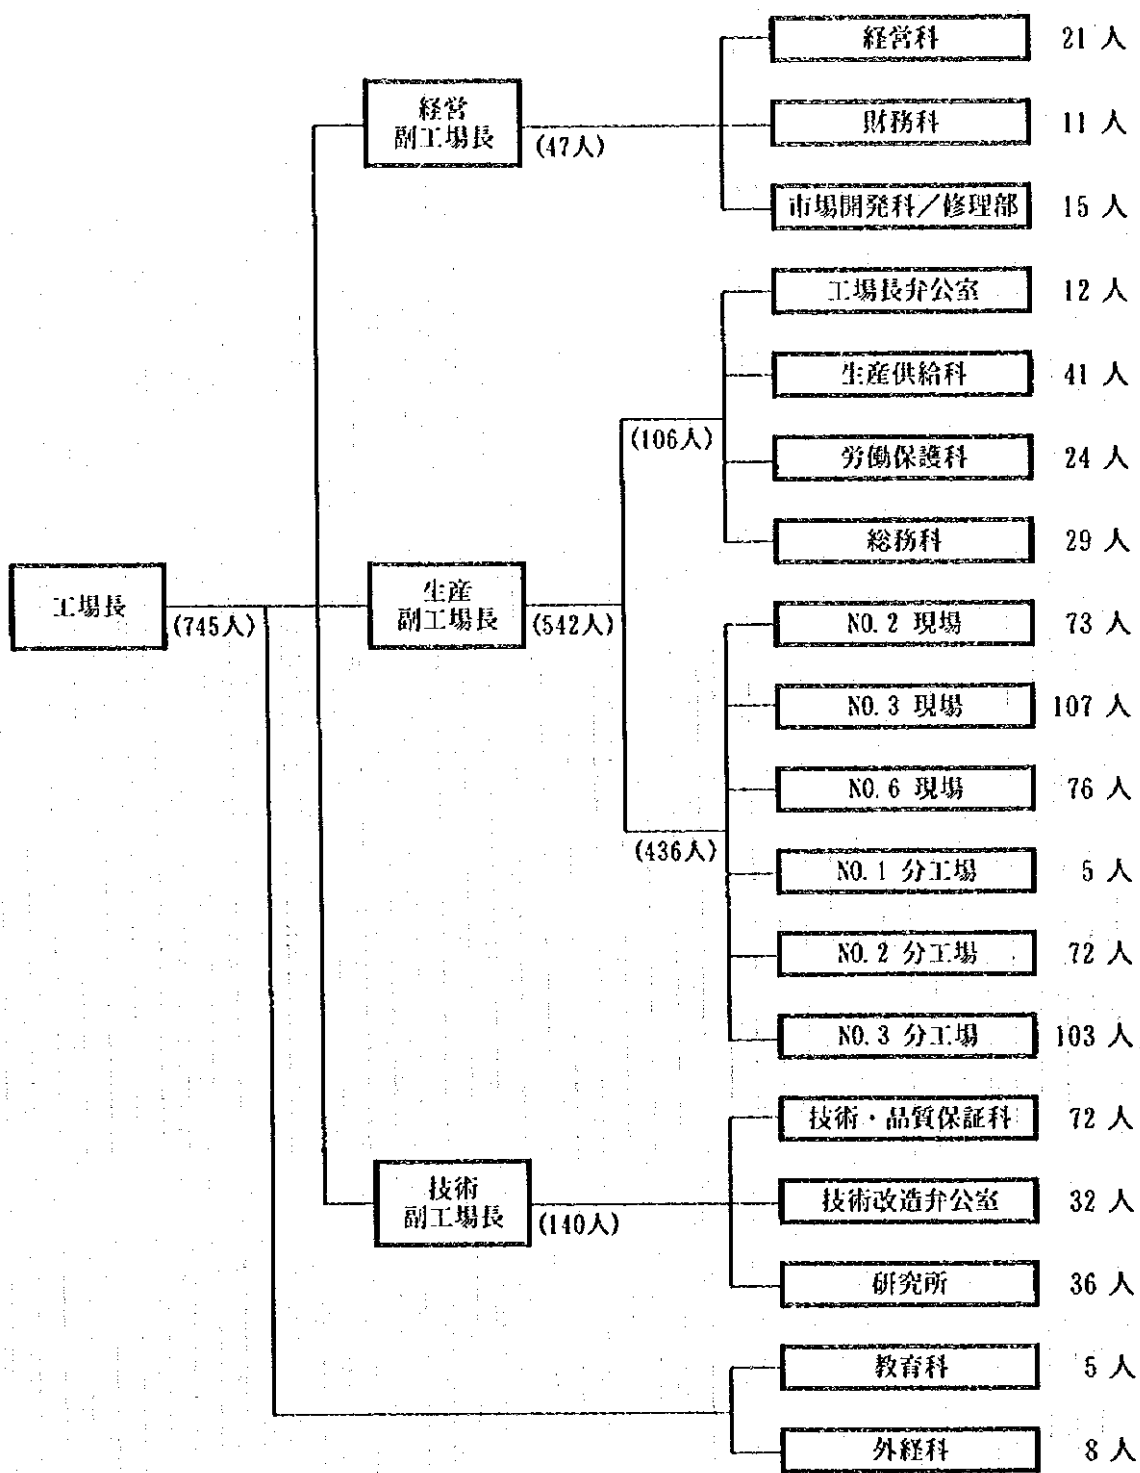 経営科 21 人
経営
副工場長
(47人)
財務科 11 人
市場開発科／修理部 15 人
工場長弁公室 12 人
生産供給科 41 人
(106人)
労働保護科 24 人
総務科 29 人
工場長
(745人)
生産
副工場長
(542人)
NO. 2 現場 73 人
NO. 3 現場 107 人
NO. 6 現場 76 人
(436人)
NO. 1 分工場 5 人
NO. 2 分工場 72 人
NO. 3 分工場 103 人
技術・品質保証科 72 人
技術
副工場長
(140人)
技術改造弁公室 32 人
研究所 36 人
教育科 5 人
外経科 8 人